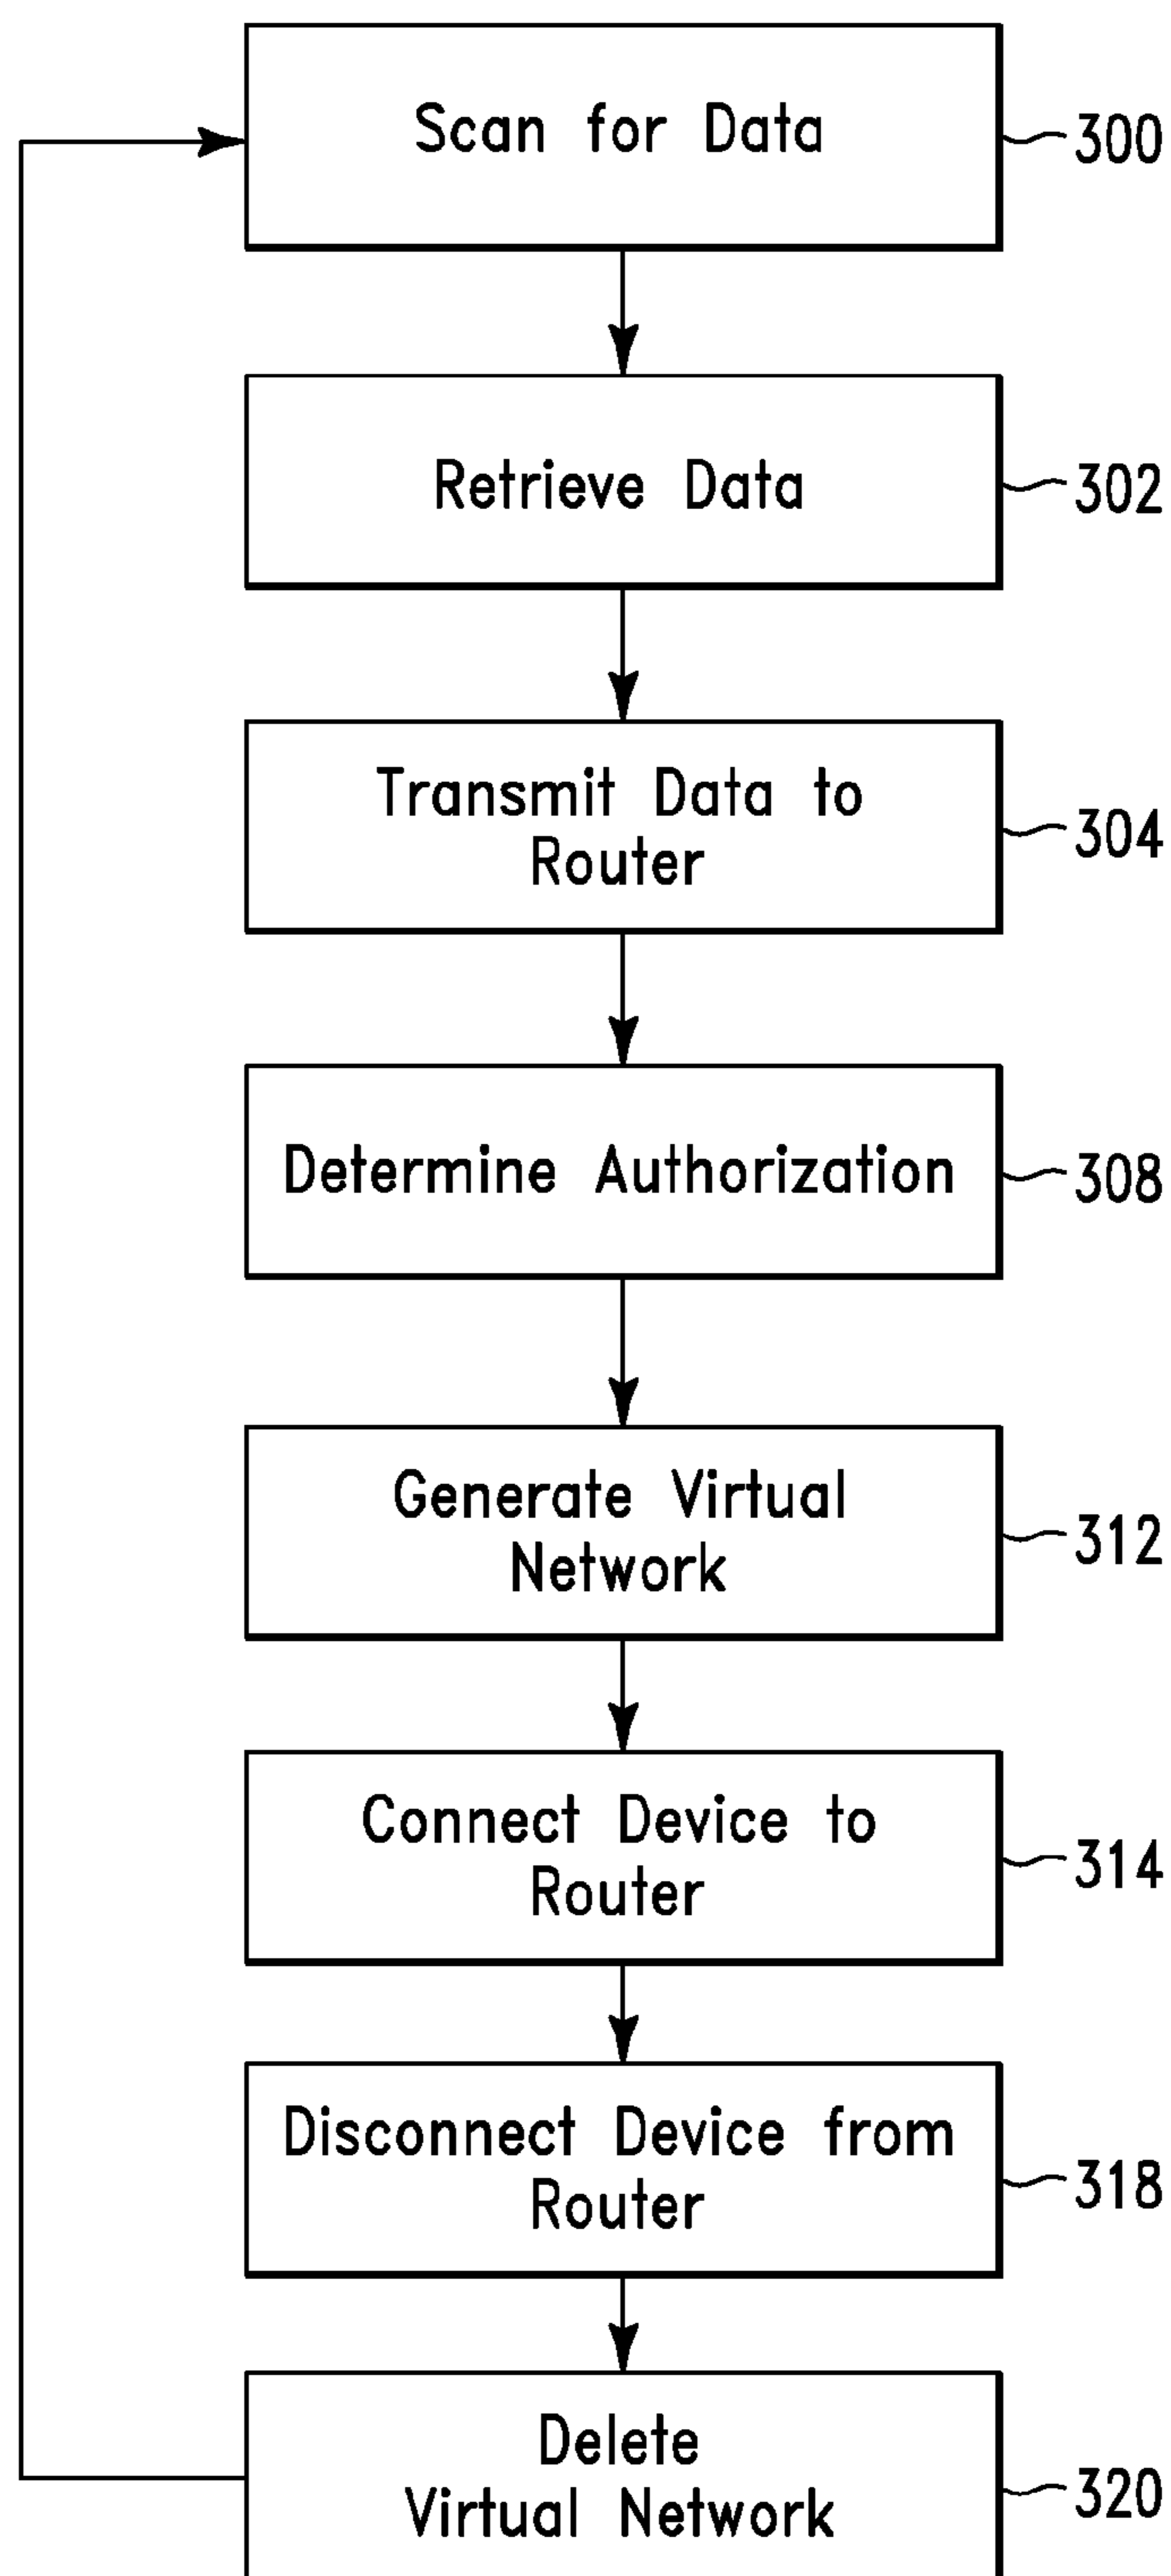 Scan for Data
300
Retrieve Data
302
Transmit Data to
Router
304
Determine Authorization
308
Generate Virtual
Network
312
Connect Device to
Router
314
Disconnect Device from
Router
318
Delete
Virtual Network
320